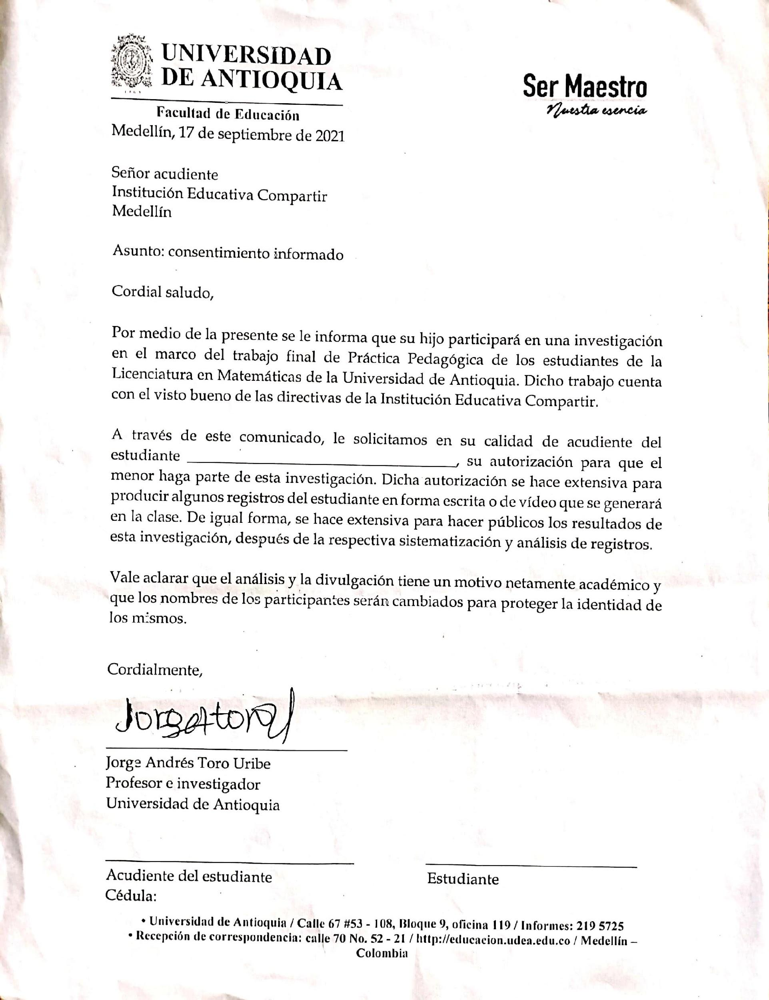 UNIVERSIDAD
DE ANTIOQUIA
Facultad de Educación
Ser Maestro
Nuestra esencia
Medellín, 17 de septiembre de 2021
Señor acudiente
Institución Educativa Compartir
Medellín
Asunto: consentimiento informado
Cordial saludo,
Por medio de la presente se le informa que su hijo participará en una investigación
en el marco del trabajo final de Práctica Pedagógica de los estudiantes de la
Licenciatura en Matemáticas de la Universidad de Antioquia. Dicho trabajo cuenta
con el visto bueno de las directivas de la Institución Educativa Compartir.
A través de este comunicado, le solicitamos en su calidad de acudiente del
estudiante ______________________________, su autorización para que el
menor haga parte de esta investigación. Dicha autorización se hace extensiva para
producir algunos registros del estudiante en forma escrita o de vídeo que se generará
en la clase. De igual forma, se hace extensiva para hacer públicos los resultados de
esta investigación, después de la respectiva sistematización y análisis de registros.
Vale aclarar que el análisis y la divulgación tiene un motivo netamente académico y
que los nombres de los participantes serán cambiados para proteger la identidad de
los mismos.
Cordialmente,
Jorge Andrés Toro Uribe
Profesor e investigador
Universidad de Antioquia
Acudiente del estudiante
Estudiante
Cédula:
• Universidad de Antioquia / Calle 67 #53 - 108, Bloque 9, oficina 119 / Informes: 219 5725
• Recepción de correspondencia: calle 70 No. 52 - 21 / http://educacion.udea.edu.co / Medellín –
Colombia